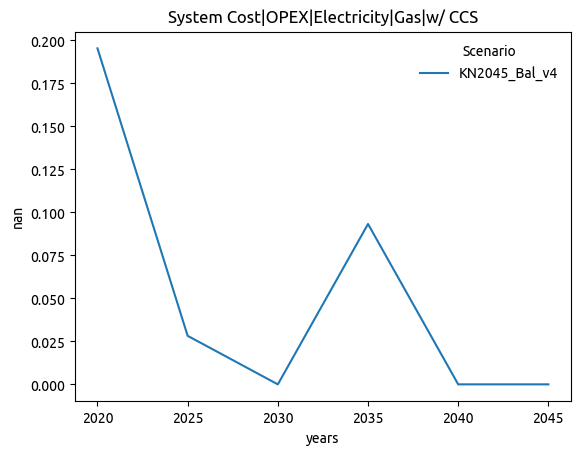 System Cost|OPEX|Electricity|Gas|w/ CCS
Scenario
KN2045_Bal_v4
0.200
0.175
0.150
0.125
0.100
0.075
0.050
0.025
0.000
nan
2020 2025 2030 2035 2040 2045
years